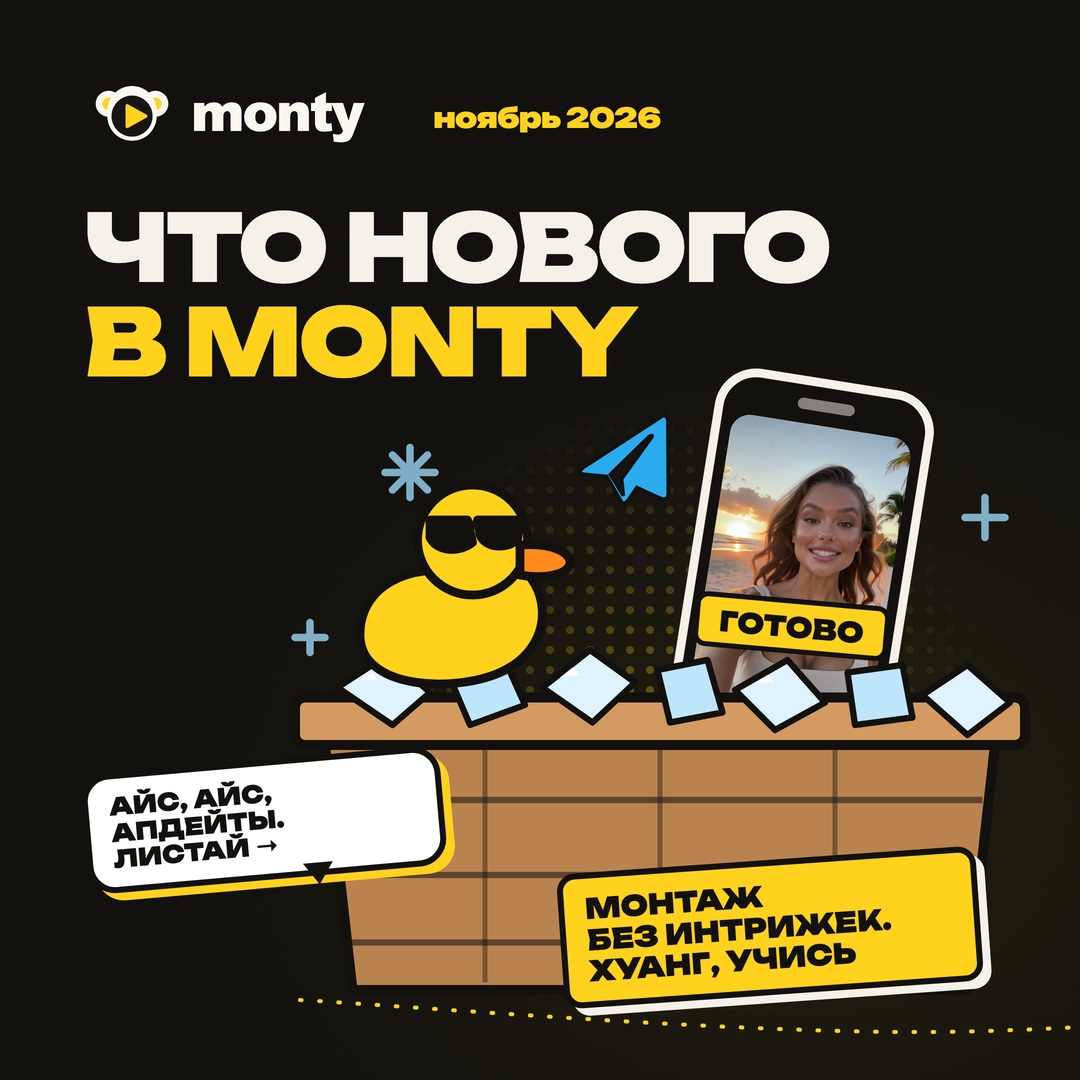 monty
ноябрь 2026
ЧТО НОВОГО
В MONTY
ГОТОВО
АЙС, АЙС,
АПДЕЙТЫ.
ЛИСТАЙ →
МОНТАЖ
БЕЗ ИНТРИЖЕК.
ХУАНГ, УЧИСЬ